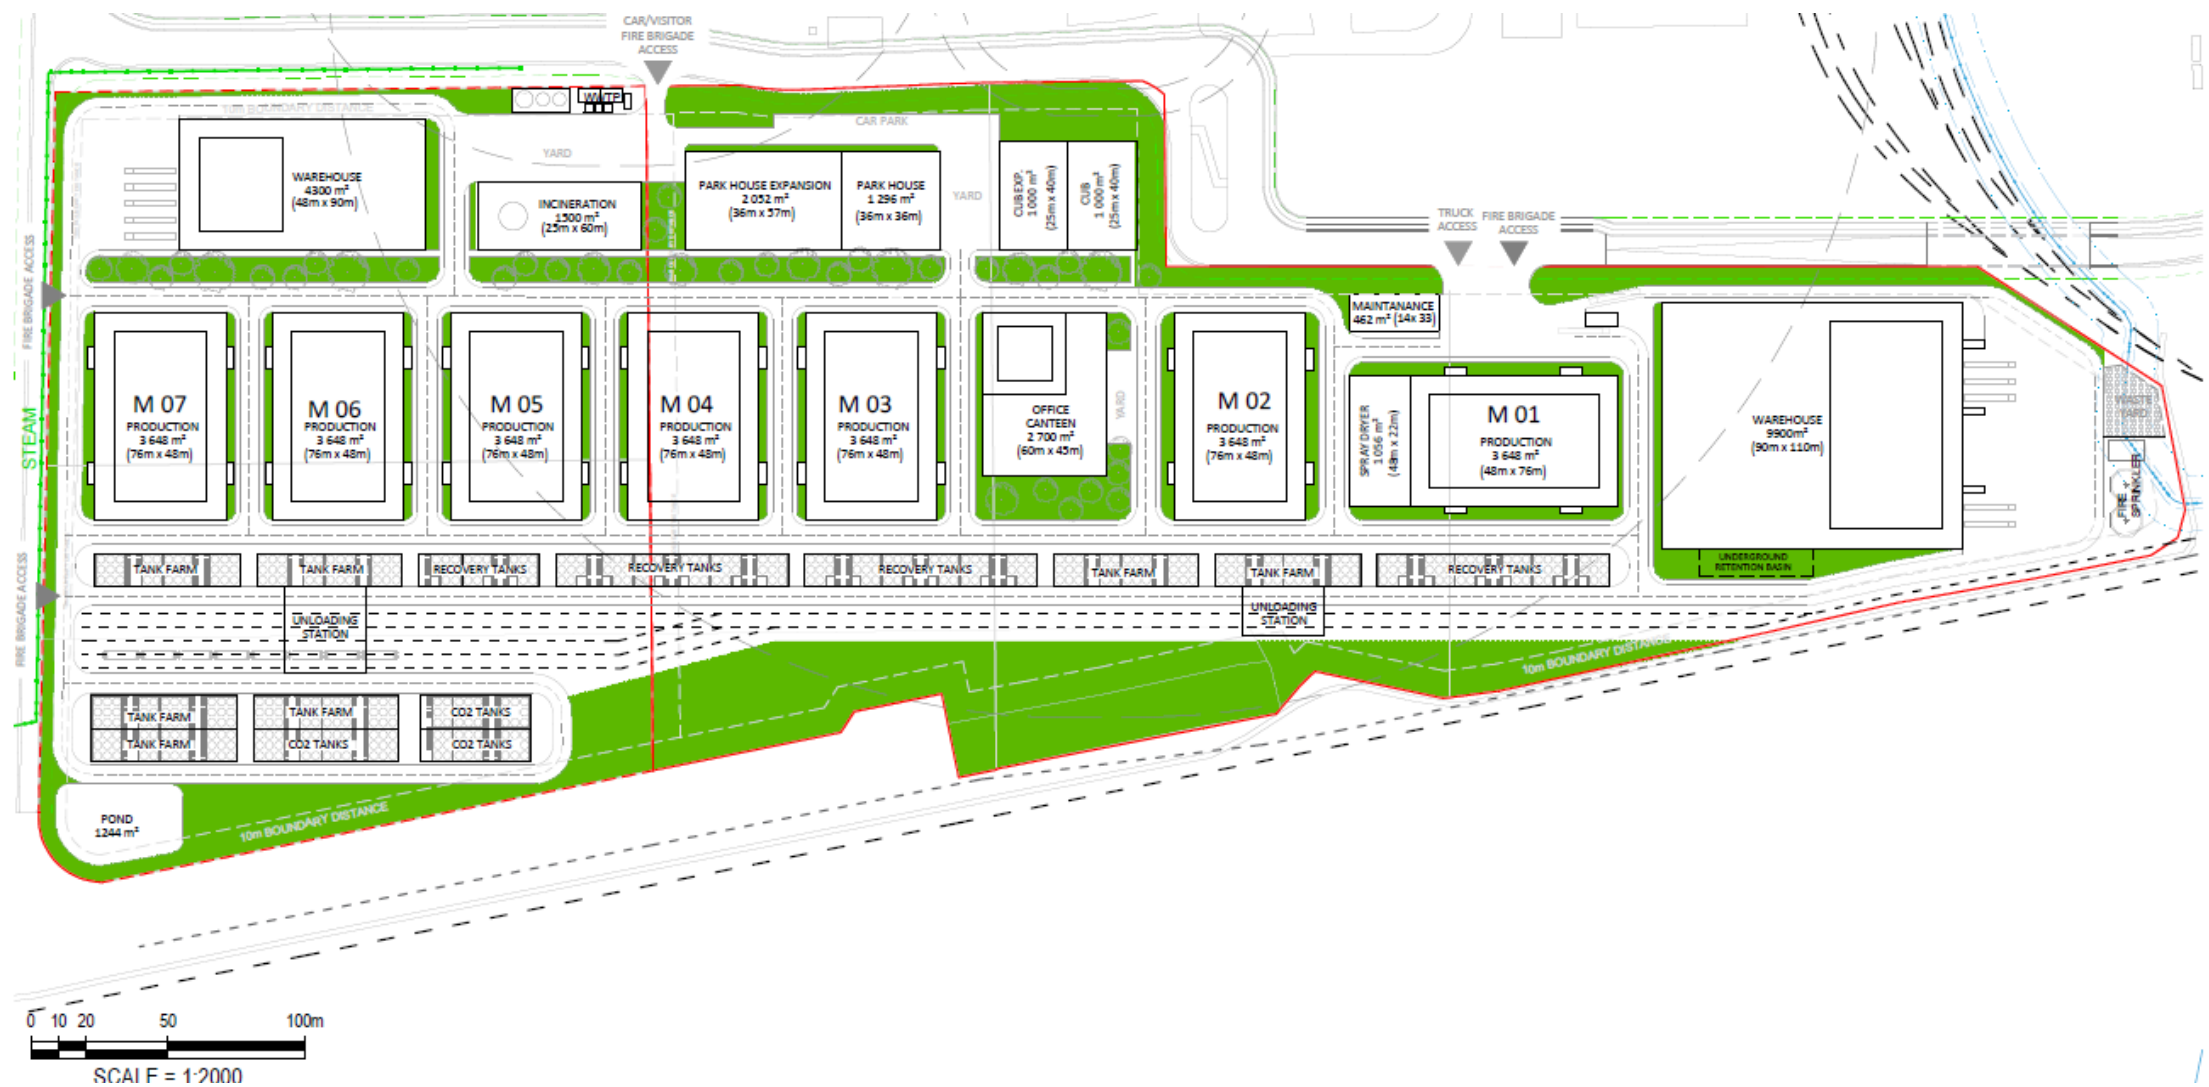 CAR/VISITOR
FIRE BRIGADE
ACCESS
10m BOUNDARY DISTANCE
WWTP
CAR PARK
YARD
WAREHOUSE
4300 m²
(48m x 90m)
INCINERATION
1500 m²
(25m x 60m)
PARK HOUSE EXPANSION
2 052 m²
(36m x 57m)
PARK HOUSE
1 296 m²
(36m x 36m)
YARD
CUB EXP.
1 000 m²
(25m x 40m)
CUB
1 000 m²
(25m x 40m)
TRUCK
ACCESS
FIRE BRIGADE
ACCESS
FIRE BRIGADE ACCESS
STEAM
FIRE BRIGADE ACCESS
M 07
PRODUCTION
3 648 m²
(76m x 48m)
M 06
PRODUCTION
3 648 m²
(76m x 48m)
M 05
PRODUCTION
3 648 m²
(76m x 48m)
M 04
PRODUCTION
3 648 m²
(76m x 48m)
M 03
PRODUCTION
3 648 m²
(76m x 48m)
OFFICE
CANTEEN
2 700 m²
(60m x 45m)
YARD
M 02
PRODUCTION
3 648 m²
(76m x 48m)
MAINTANANCE
462 m² (14x 33)
SPRAY DRYER
1 056 m²
(48m x 22m)
M 01
PRODUCTION
3 648 m²
(48m x 76m)
WAREHOUSE
9900m²
(90m x 110m)
WASTE
YARD
FIRE
SPRINKLER
UNDERGROUND
RETENTION BASIN
TANK FARM
TANK FARM
RECOVERY TANKS
RECOVERY TANKS
RECOVERY TANKS
TANK FARM
TANK FARM
RECOVERY TANKS
UNLOADING
STATION
UNLOADING
STATION
10m BOUNDARY DISTANCE
TANK FARM
TANK FARM
CO2 TANKS
TANK FARM
CO2 TANKS
CO2 TANKS
POND
1244 m²
10m BOUNDARY DISTANCE
0 10 20 50 100m
SCALE = 1:2000